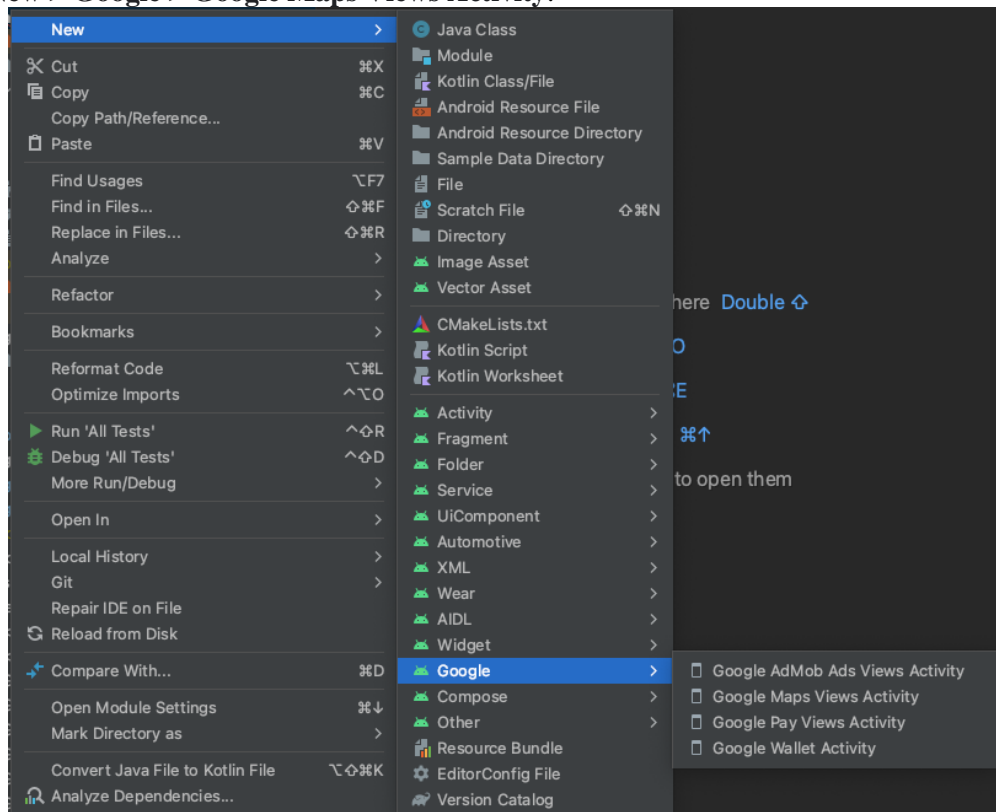 New > Google > Google Maps Views Activity.
New
Cut ⌘X
Copy ⌘C
Copy Path/Reference...
Paste ⌘V
Find Usages ⌥F7
Find in Files... ⇧⌘F
Replace in Files... ⇧⌘R
Analyze
Refactor
Bookmarks
Reformat Code ⌥⌘L
Optimize Imports ^⌥O
Run 'All Tests' ^⇧R
Debug 'All Tests' ^⇧D
More Run/Debug
Open In
Local History
Git
Repair IDE on File
Reload from Disk
Compare With... ⌘D
Open Module Settings ⌘↓
Mark Directory as
Convert Java File to Kotlin File ⌥⇧⌘K
Analyze Dependencies...
Java Class
Module
Kotlin Class/File
Android Resource File
Android Resource Directory
Sample Data Directory
File
Scratch File ⇧⌘N
Directory
Image Asset
Vector Asset
CMakeLists.txt
Kotlin Script
Kotlin Worksheet
Activity
Fragment
Folder
Service
UiComponent
Automotive
XML
Wear
AIDL
Widget
Google
Compose
Other
Resource Bundle
EditorConfig File
Version Catalog
Google AdMob Ads Views Activity
Google Maps Views Activity
Google Pay Views Activity
Google Wallet Activity
here Double ⇧
O
E
⌘↑
to open them